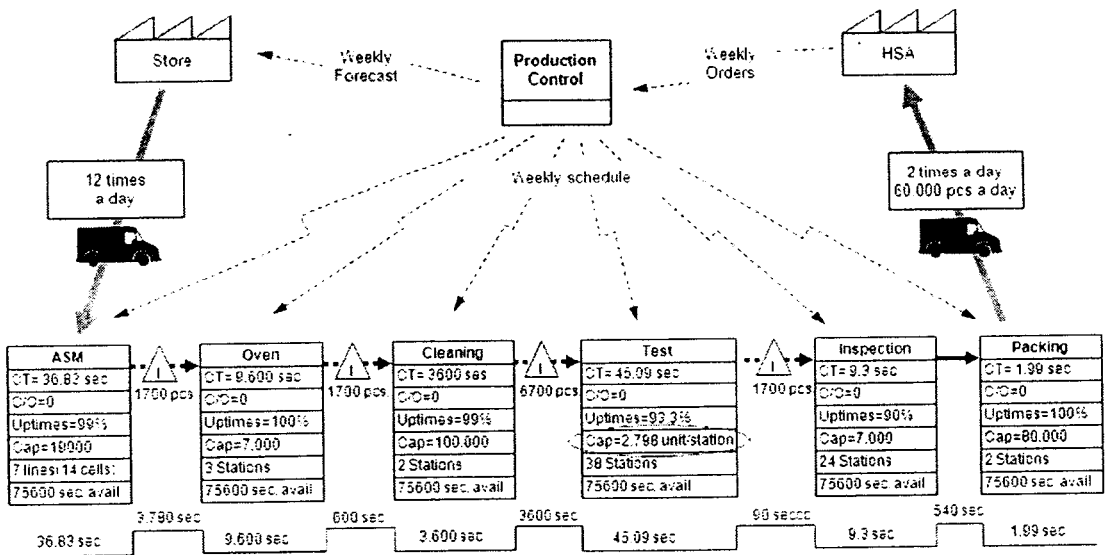 Store
Weekly
Forecast
Production
Control
Weekly
Orders
HSA
12 times
a day
Weekly schedule
2 times a day
60 000 pcs a day
ASM
CT= 36.83 sec
C/O=0
Uptimes=99%
Cap=19000
7 lines/14 cells
75600 sec. avail
I
1700 pcs
Oven
CT= 9.600 sec
C/O=0
Uptimes=100%
Cap=7.000
3 Stations
75600 sec. avail
I
1700 pcs.
Cleaning
CT= 3600 ses
C/O=0
Uptimes=99%
Cap=100.000
2 Stations
75600 sec. avail
I
6700 pcs
Test
CT=45.09 sec
C/O=0
Uptimes=93.3%
Cap=2.798 unit/station
38 Stations
75600 sec. avail
I
1700 pcs
Inspection
CT=9.3 sec
C/O=0
Uptimes=90%
Cap=7.000
24 Stations
75600 sec. avail
Packing
CT= 1.99 sec
C/O=0
Uptimes=100%
Cap=80.000
2 Stations
75600 sec. avail
36.83 sec
3.780 sec
9.600 sec
600 sec
3.600 sec
3600 sec
45.09 sec
90 seccc
9.3 sec
540 sec
1.99 sec